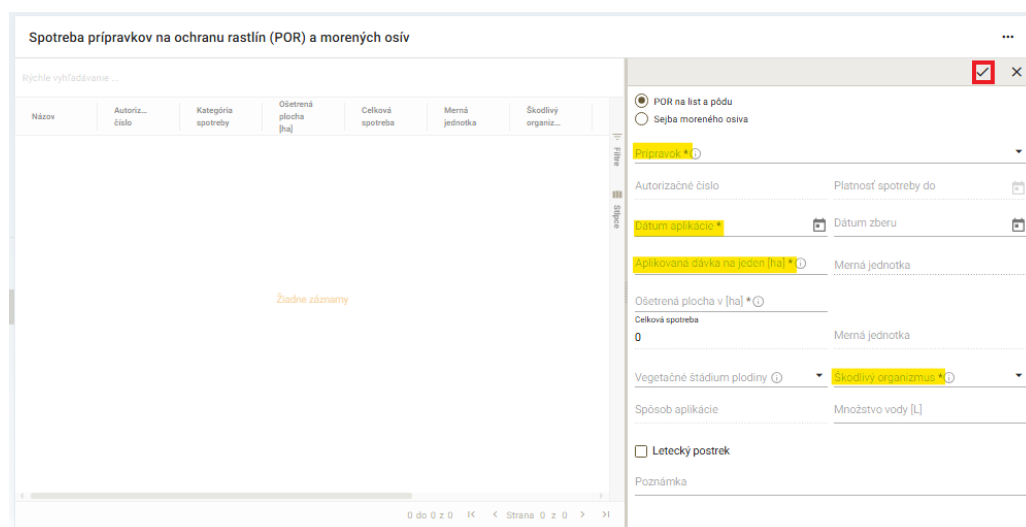 Spotreba prípravkov na ochranu rastlín (POR) a morených osív
Rýchle vyhľadávanie ...
Názov
Autoriz...
číslo
Kategória
spotreby
Ošetrená
plocha
[ha]
Celková
spotreba
Merná
jednotka
Škodlivý
organiz...
Filtre
Stĺpce
Žiadne záznamy
0 do 0 z 0
Strana 0 z 0
POR na list a pôdu
Sejba moreného osiva
Prípravok *
Autorizačné číslo
Platnosť spotreby do
Dátum aplikácie *
Dátum zberu
Aplikovaná dávka na jeden [ha] *
Merná jednotka
Ošetrená plocha v [ha] *
Celková spotreba
0
Merná jednotka
Vegetačné štádium plodiny
Škodlivý organizmus *
Spôsob aplikácie
Množstvo vody [L]
Letecký postrek
Poznámka